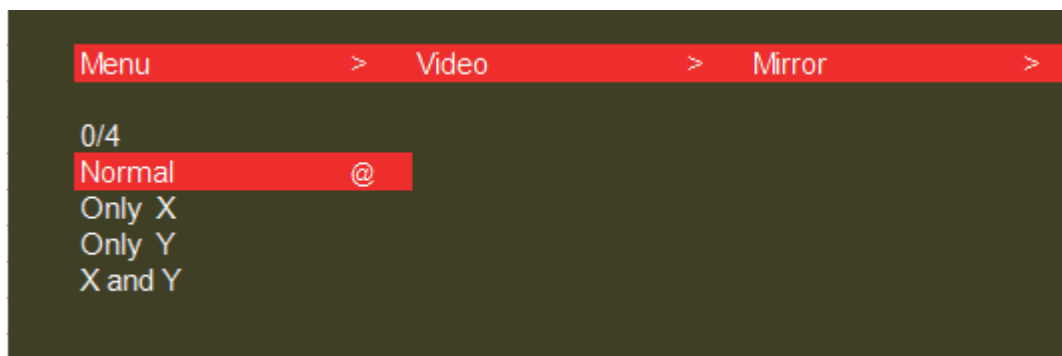 Menu > Video > Mirror >
0/4
Normal @
Only X
Only Y
X and Y